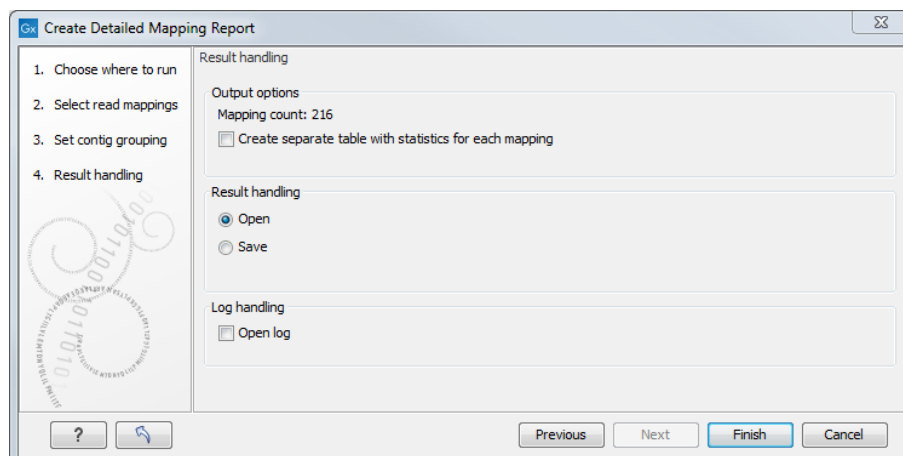 Gx Create Detailed Mapping Report
1. Choose where to run
2. Select read mappings
3. Set contig grouping
4. Result handling
Result handling
Output options
Mapping count: 216
Create separate table with statistics for each mapping
Result handling
Open
Save
Log handling
Open log
?
Previous
Next
Finish
Cancel